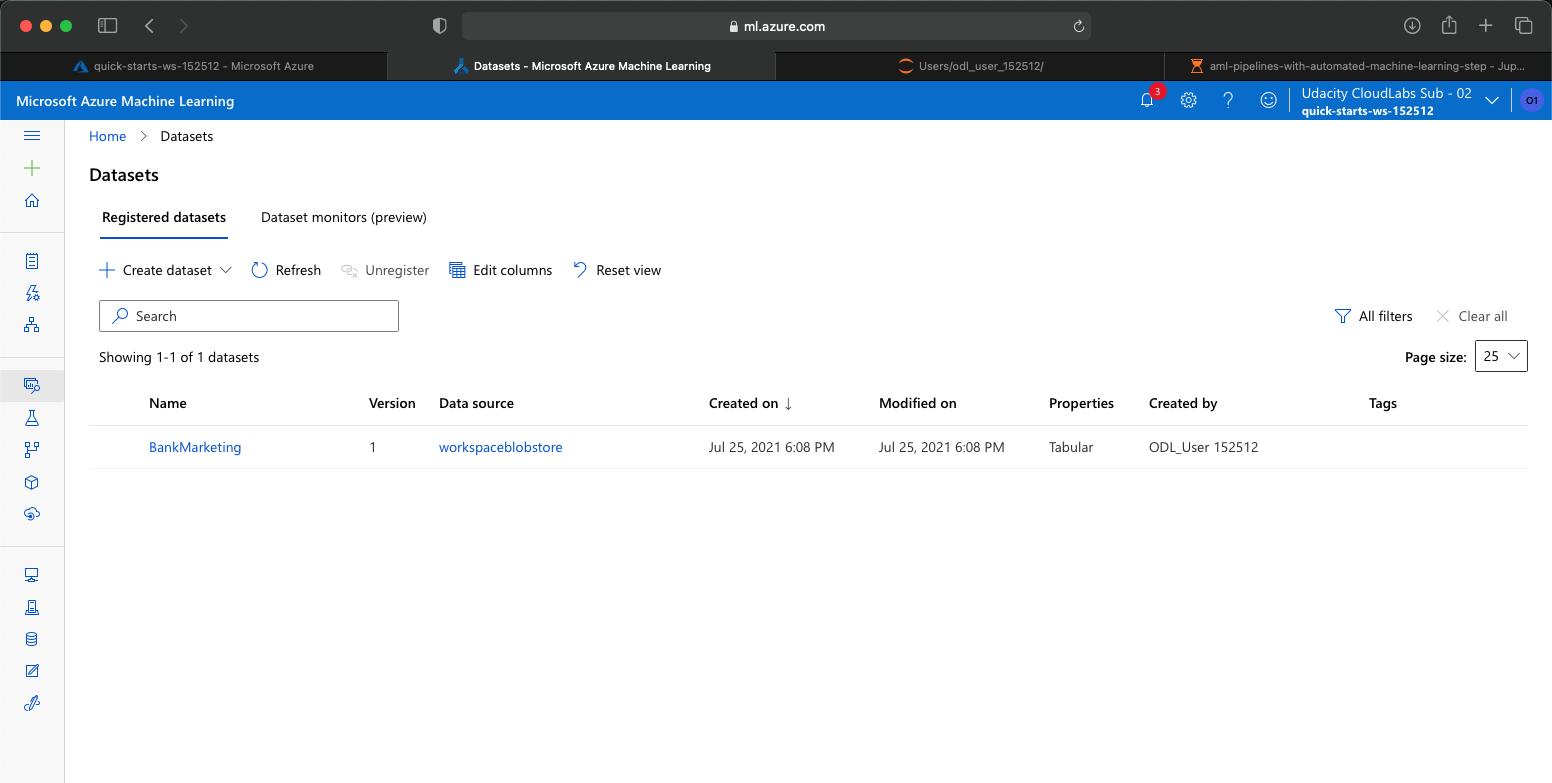 ml.azure.com
quick-starts-ws-152512 - Microsoft Azure
Datasets - Microsoft Azure Machine Learning
Users/odl_user_152512/
aml-pipelines-with-automated-machine-learning-step - Jup...
Microsoft Azure Machine Learning
3
?
Udacity CloudLabs Sub - 02
quick-starts-ws-152512
O1
Home > Datasets
Datasets
Registered datasets Dataset monitors (preview)
Create dataset Refresh Unregister Edit columns Reset view
Search
All filters Clear all
Showing 1-1 of 1 datasets
Page size: 25
Name Version Data source Created on ↓ Modified on Properties Created by Tags
BankMarketing 1 workspaceblobstore Jul 25, 2021 6:08 PM Jul 25, 2021 6:08 PM Tabular ODL_User 152512